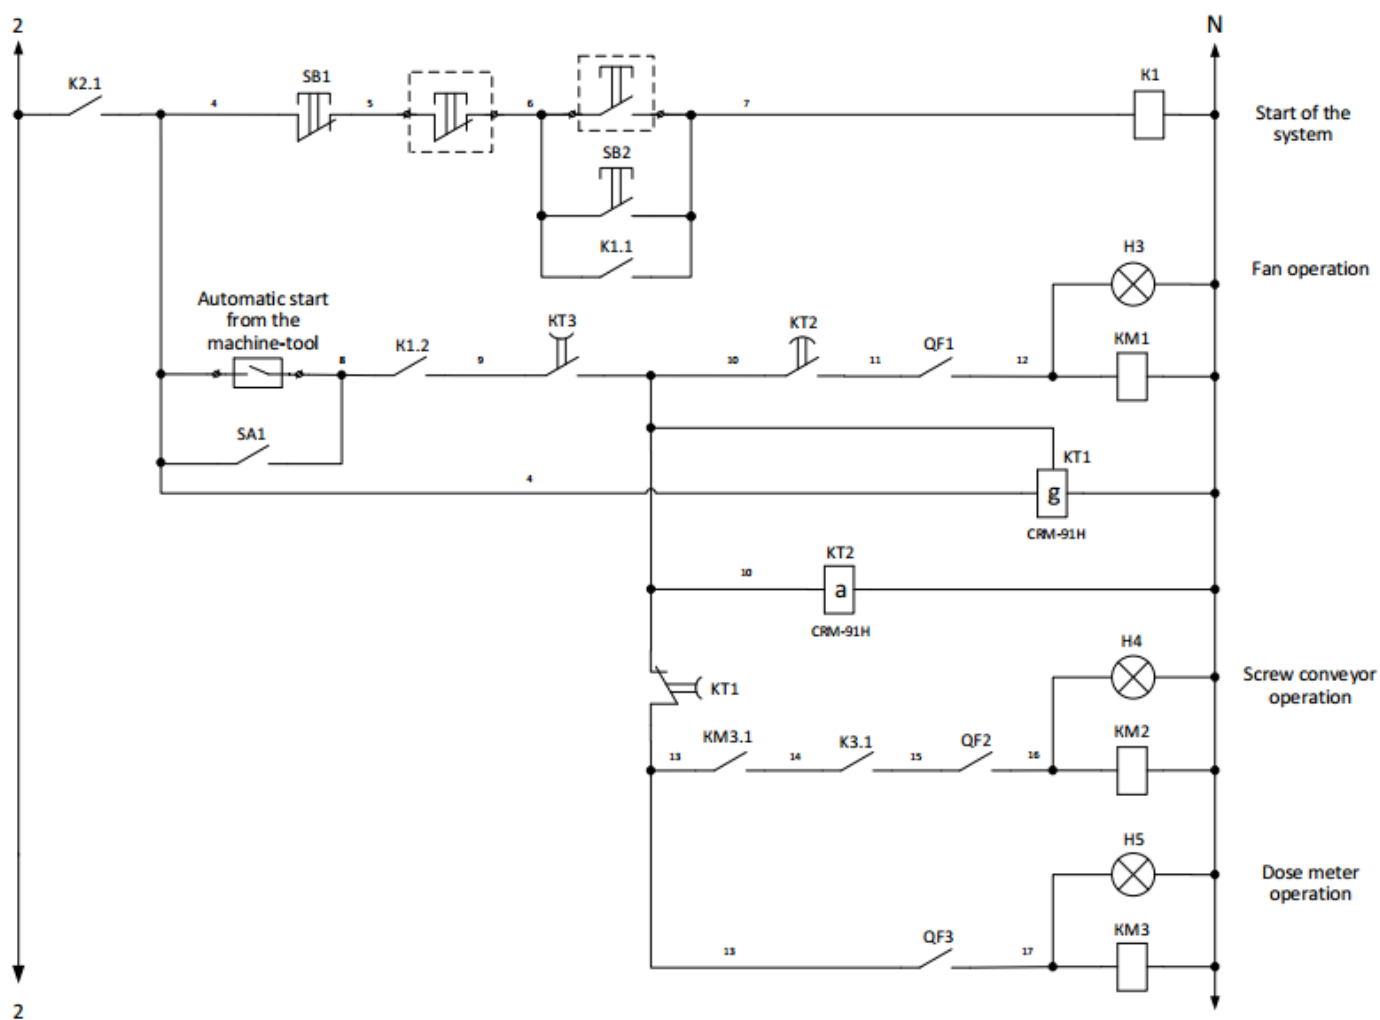 2
N
K2.1
4
SB1
5
6
7
K1
Start of the
system
SB2
K1.1
H3
Fan operation
Automatic start
from the
machine-tool
8
K1.2
9
KT3
10
KT2
11
QF1
12
KM1
SA1
4
KT1
g
CRM-91H
10
KT2
a
CRM-91H
KT1
H4
Screw conveyor
operation
13
KM3.1
14
K3.1
15
QF2
16
KM2
H5
Dose meter
operation
13
QF3
17
KM3
2